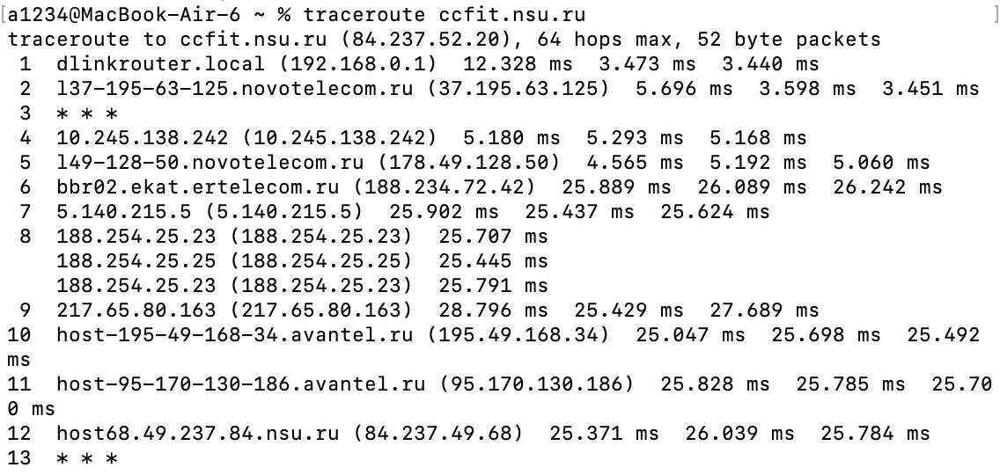 [a1234@MacBook-Air-6 ~ % traceroute ccfit.nsu.ru ]
traceroute to ccfit.nsu.ru (84.237.52.20), 64 hops max, 52 byte packets
 1  dlinkrouter.local (192.168.0.1)  12.328 ms  3.473 ms  3.440 ms
 2  l37-195-63-125.novotelecom.ru (37.195.63.125)  5.696 ms  3.598 ms  3.451 ms
 3  * * *
 4  10.245.138.242 (10.245.138.242)  5.180 ms  5.293 ms  5.168 ms
 5  l49-128-50.novotelecom.ru (178.49.128.50)  4.565 ms  5.192 ms  5.060 ms
 6  bbr02.ekat.ertelecom.ru (188.234.72.42)  25.889 ms  26.089 ms  26.242 ms
 7  5.140.215.5 (5.140.215.5)  25.902 ms  25.437 ms  25.624 ms
 8  188.254.25.23 (188.254.25.23)  25.707 ms
    188.254.25.25 (188.254.25.25)  25.445 ms
    188.254.25.23 (188.254.25.23)  25.791 ms
 9  217.65.80.163 (217.65.80.163)  28.796 ms  25.429 ms  27.689 ms
10  host-195-49-168-34.avantel.ru (195.49.168.34)  25.047 ms  25.698 ms  25.492
ms
11  host-95-170-130-186.avantel.ru (95.170.130.186)  25.828 ms  25.785 ms  25.70
0 ms
12  host68.49.237.84.nsu.ru (84.237.49.68)  25.371 ms  26.039 ms  25.784 ms
13  * * *